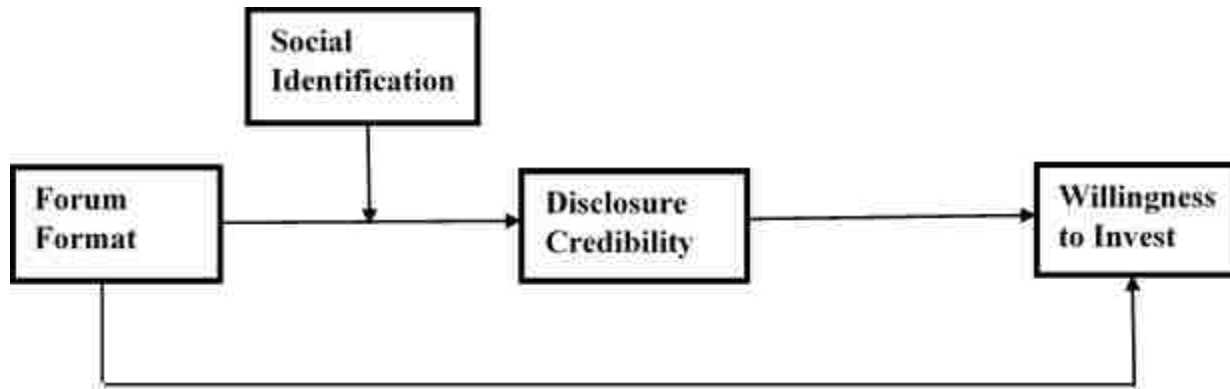 Social
Identification
Forum
Format
Disclosure
Credibility
Willingness
to Invest